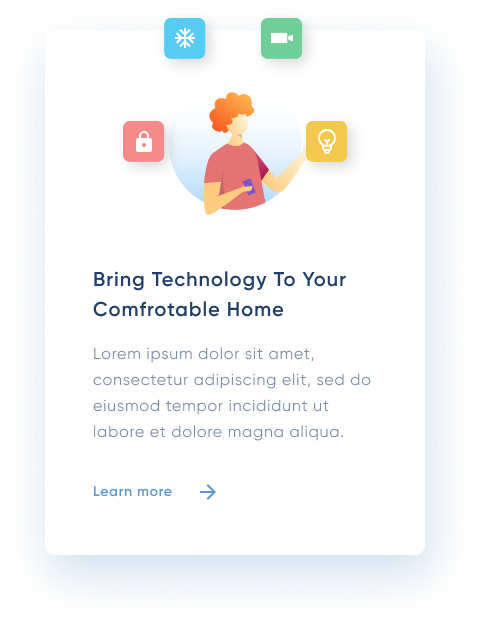 Bring Technology To Your
Comfrotable Home
Lorem ipsum dolor sit amet,
consectetur adipiscing elit, sed do
eiusmod tempor incididunt ut
labore et dolore magna aliqua.
Learn more